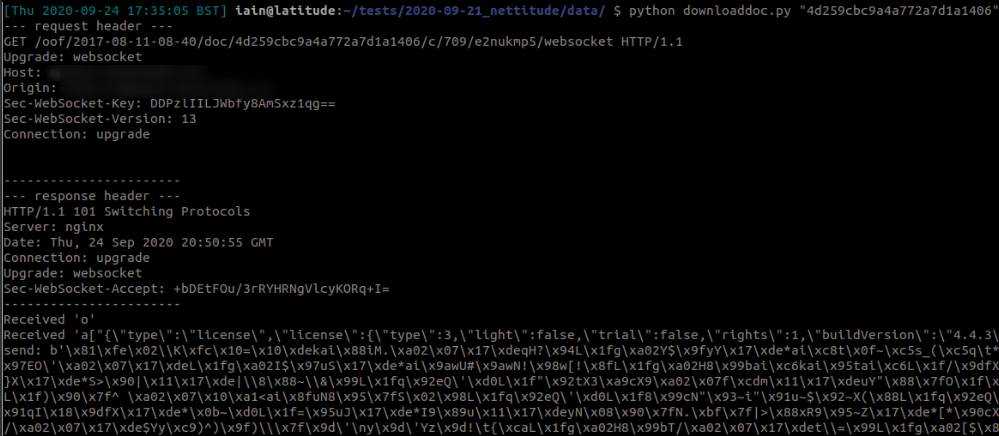 [Thu 2020-09-24 17:35:05 BST] iain@latitude:~/tests/2020-09-21_nettitude/data/ $ python downloaddoc.py "4d259cbc9a4a772a7d1a1406"
--- request header ---
GET /oof/2017-08-11-08-40/doc/4d259cbc9a4a772a7d1a1406/c/709/e2nukmp5/websocket HTTP/1.1
Upgrade: websocket
Host:
Origin:
Sec-WebSocket-Key: DDPzlIILJWbfy8AmSxz1qg==
Sec-WebSocket-Version: 13
Connection: upgrade
-----------------------
--- response header ---
HTTP/1.1 101 Switching Protocols
Server: nginx
Date: Thu, 24 Sep 2020 20:50:55 GMT
Connection: upgrade
Upgrade: websocket
Sec-WebSocket-Accept: +bDEtFOu/3rRYHRNgVlcyKORq+I=
-----------------------
Received 'o'
Received 'a["{\"type\":\"license\",\"license\":{\"type\":3,\"light\":false,\"trial\":false,\"rights\":1,\"buildVersion\":\"4.4.3\
send: b'\x81\xfe\x02\\K\xfc\x10=\x10\xdekai\x88iM.\xa02\x07\x17\xdeqH?\x94L\x1fg\xa02Y$\x9fyY\x17\xde*ai\xc8t\x0f~\xc5s_(\xc5q\t*
x97EO\'\xa02\x07\x17\xdeL\x1fg\xa02I$\x97uS\x17\xde*ai\x9awU#\x9awN!\x98w[!\x8fL\x1fg\xa02H8\x99bai\xc6kai\x95tai\xc6L\x1f/\x9dfX
}X\x17\xde*S>\x90|\x11\x17\xde|\\8\x88~\\&\x99L\x1fq\x92eQ\'\xd0L\x1f"\x92tX3\xa9cX9\xa02\x07f\xcdm\x11\x17\xdeuY"\x88\x7fO\x1f\x
L\x1f)\x90\x7f^ \xa02\x07\x10\xa1<ai\x8fuN8\x95\x7fS\x02\x98L\x1fq\x92eQ\'\xd0L\x1f8\x99cN"\x93~i"\x91u~$\x92~X(\x88L\x1fq\x92eQ\
x91qI\x18\x9dfX\x17\xde*\x0b~\xd0L\x1f=\x95uJ\x17\xde*I9\x89u\x11\x17\xdeyN\x08\x90\x7fN.\xbf\x7f|>\x88xR9\x95~Z\x17\xde*[*\x90cX
/\xa02\x07\x17\xde$Yy\xc9)^)\x9f)\\\x7f\x9d\'\ny\x9d\'Yz\x9d!\t{\xcaL\x1fg\xa02H8\x99bT/\xa02\x07\x17\xdet\\=\x99L\x1fg\xa02[$\x8